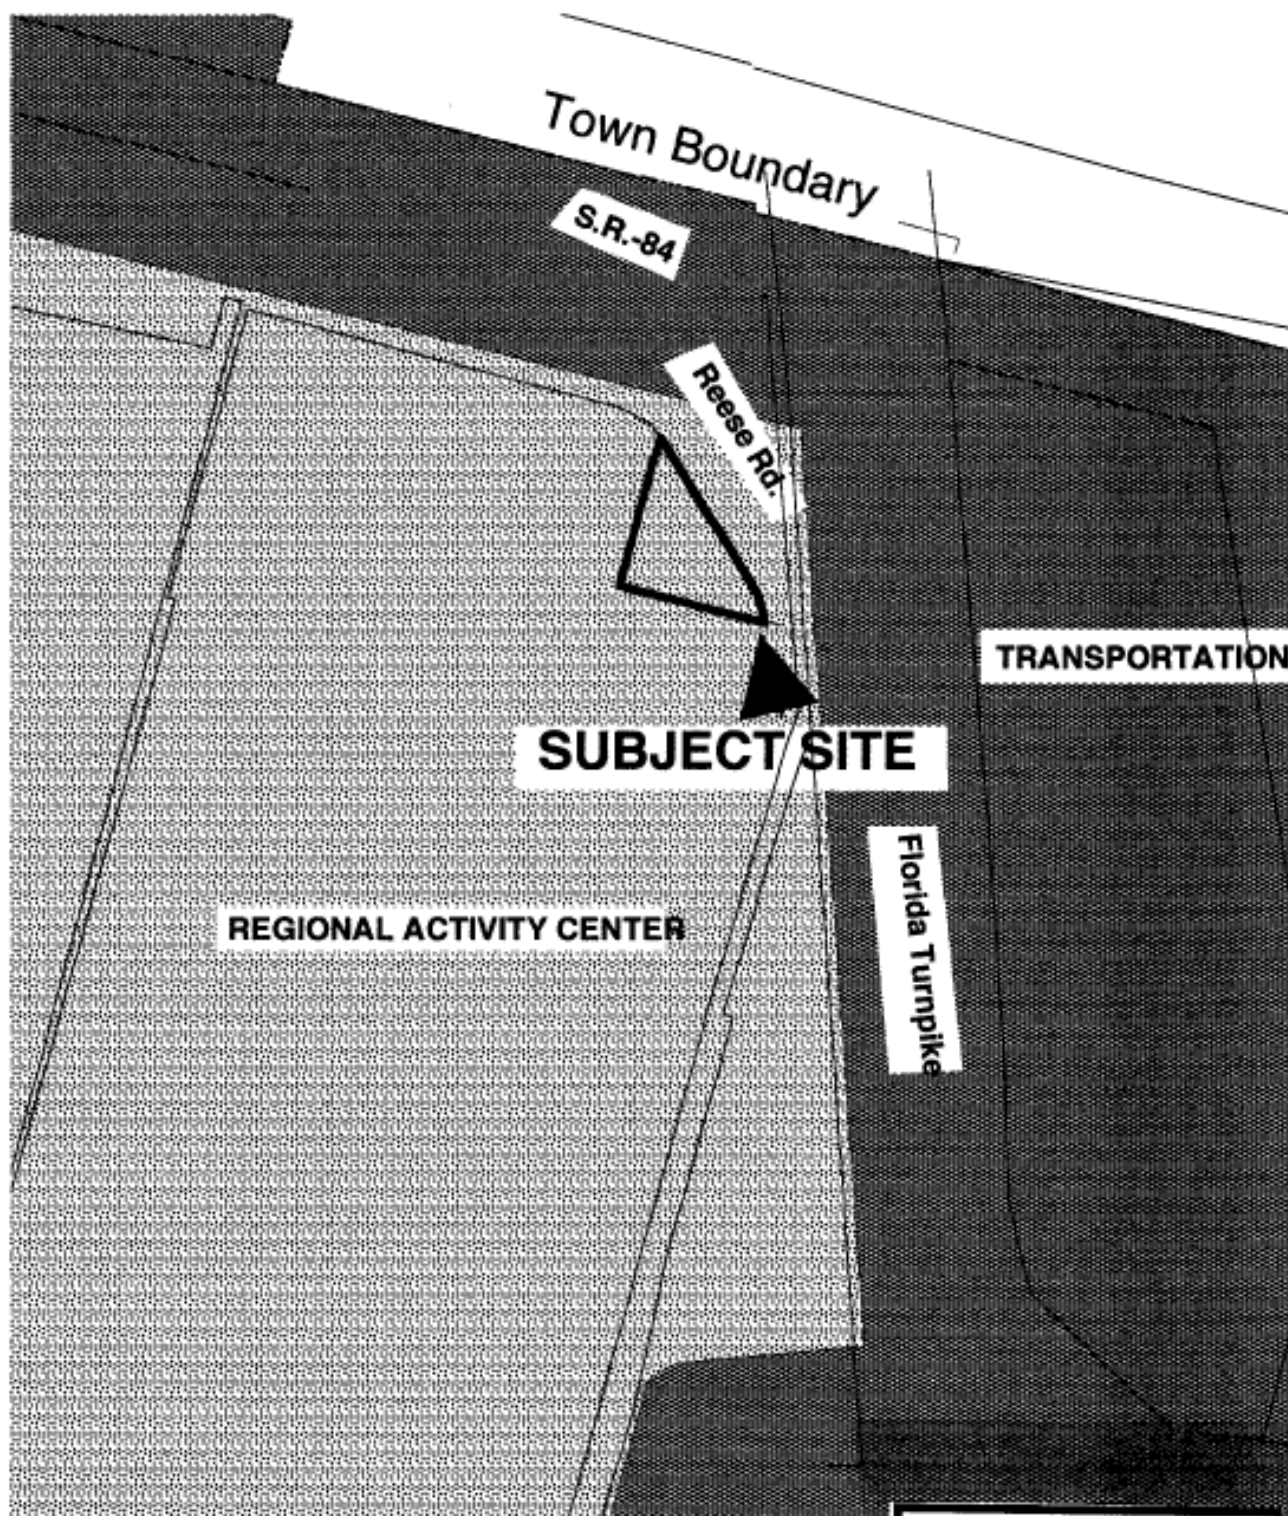 Town Boundary
S.R.-84
Reese Rd.
TRANSPORTATION
SUBJECT SITE
Florida Turnpike
REGIONAL ACTIVITY CENTER